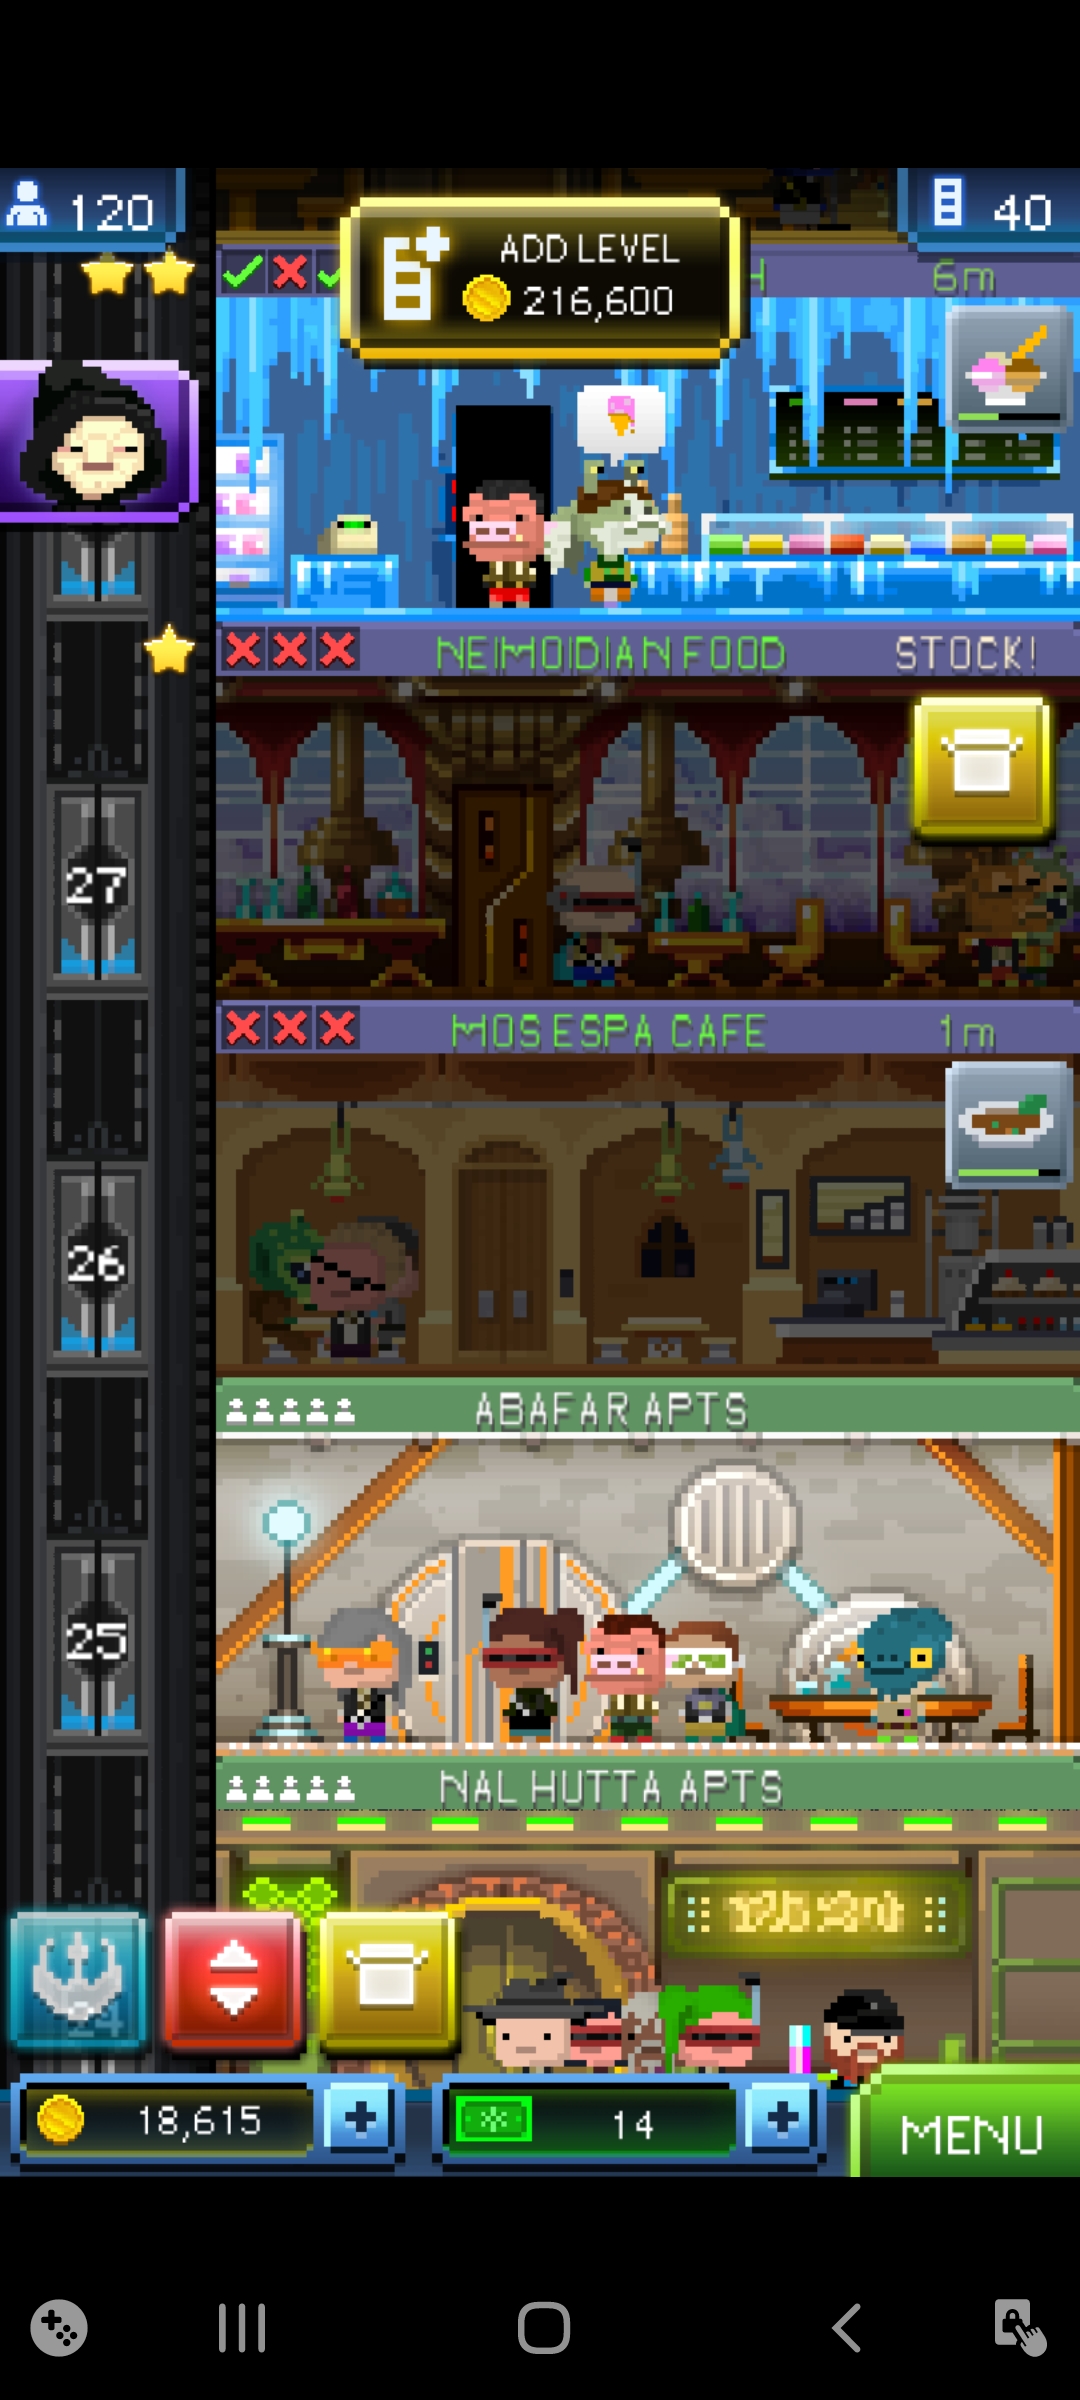 120
40
ADD LEVEL
216,600
6m
NEIMOIDIAN FOOD
STOCK!
27
MOS ESPA CAFE
1m
26
ABAFAR APTS
25
NAL HUTTA APTS
24
18,615
14
MENU